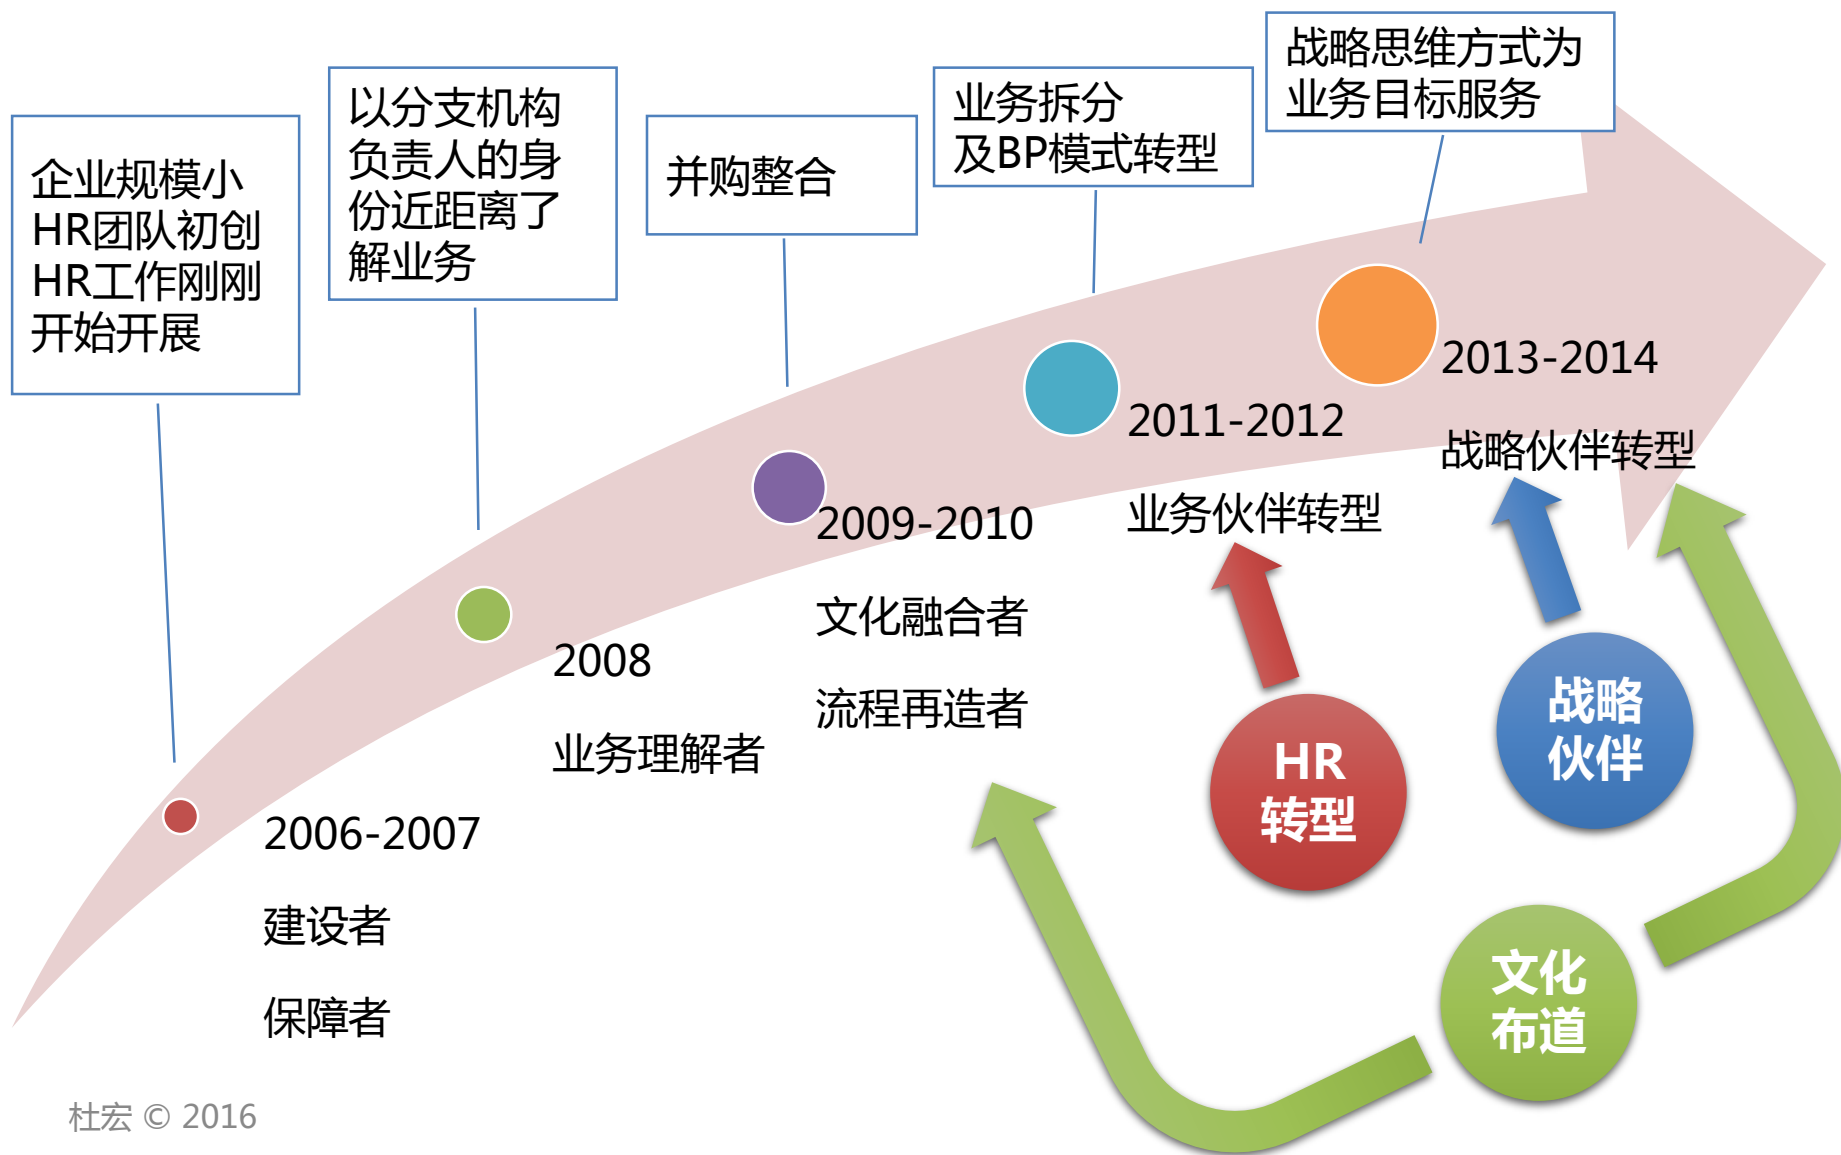 企业规模小
HR团队初创
HR工作刚刚
开始开展
以分支机构
负责人的身
份近距离了
解业务
并购整合
业务拆分
及BP模式转型
战略思维方式为
业务目标服务
2006-2007
建设者
保障者
2008
业务理解者
2009-2010
文化融合者
流程再造者
2011-2012
业务伙伴转型
2013-2014
战略伙伴转型
HR
转型
战略
伙伴
文化
布道
杜宏 © 2016